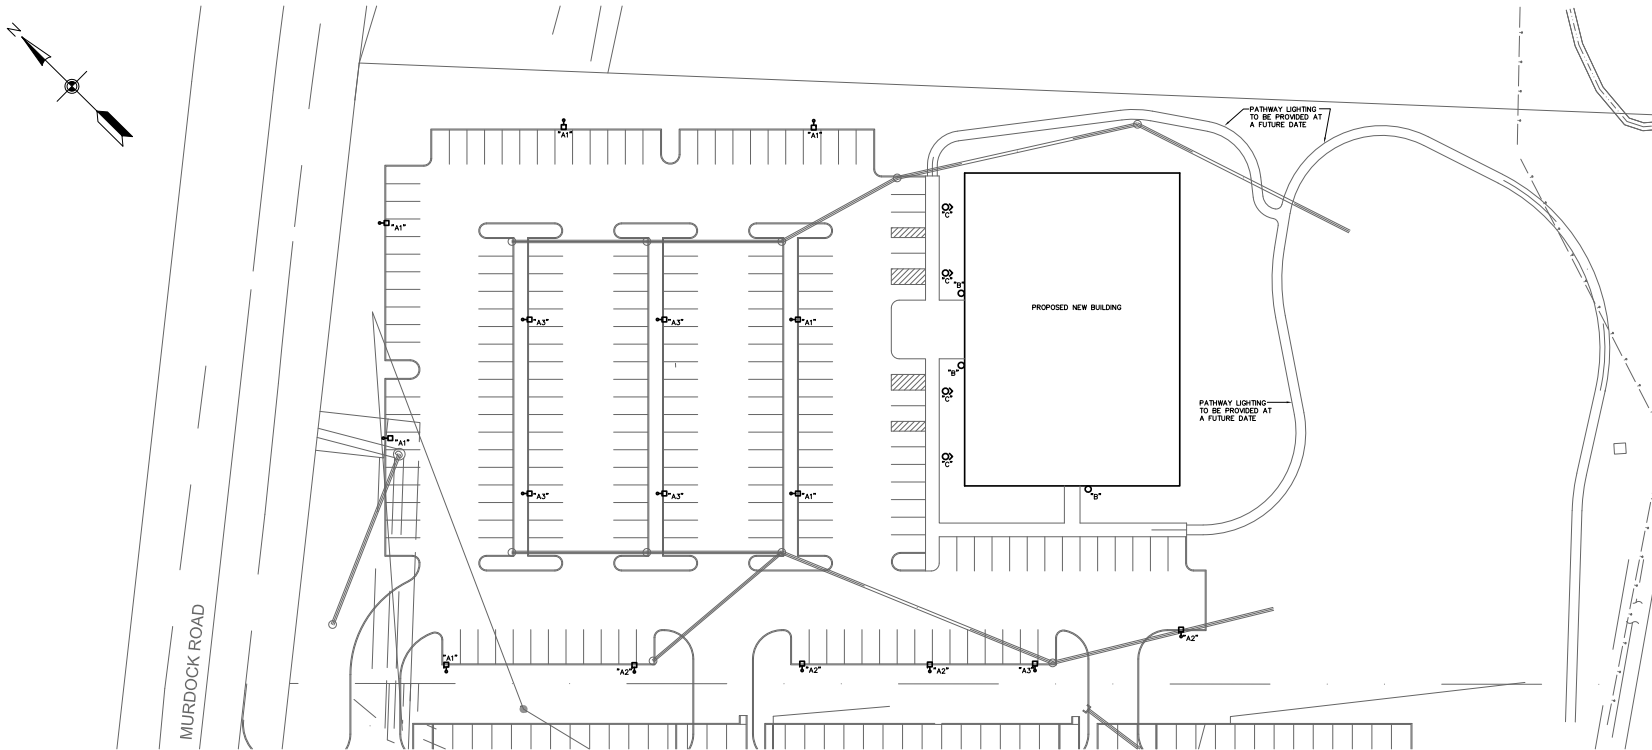 N
"A1"
"A1"
PATHWAY LIGHTING
TO BE PROVIDED AT
A FUTURE DATE
"C"
"A1"
"C"
"B"
PROPOSED NEW BUILDING
"A3"
"A3"
"A1"
"B"
"C"
PATHWAY LIGHTING
TO BE PROVIDED AT
A FUTURE DATE
"A1"
"C"
"A3"
"A3"
"A1"
"B"
MURDOCK ROAD
"A2"
"A1"
"A2"
"A2"
"A2"
"A3"